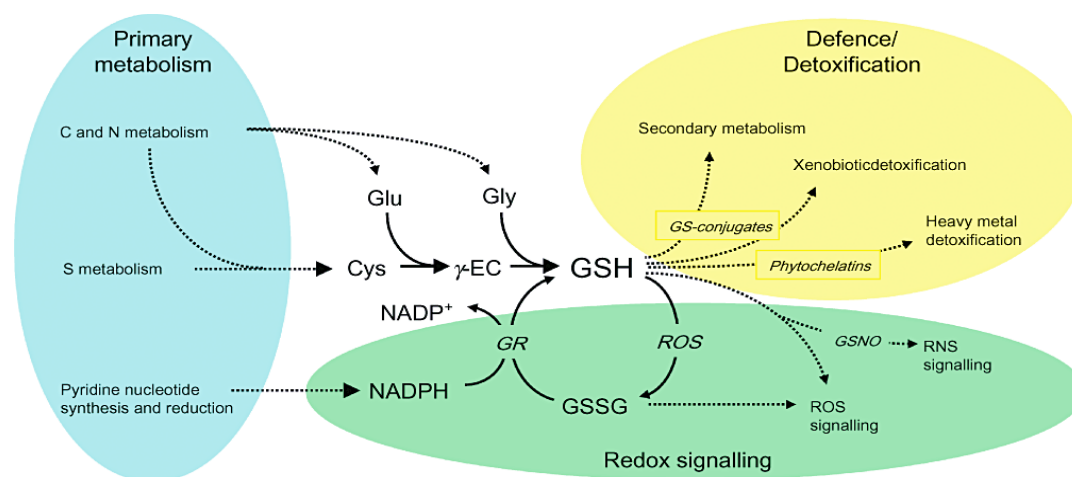 Primary
metabolism
Defence/
Detoxification
C and N metabolism
Secondary metabolism
Xenobioticdetoxification
Glu
Gly
GS-conjugates
Heavy metal
detoxification
S metabolism
Cys
γ-EC
GSH
Phytochelatins
NADP+
GR
ROS
GSNO
RNS
signalling
Pyridine nucleotide
synthesis and reduction
NADPH
GSSG
ROS
signalling
Redox signalling